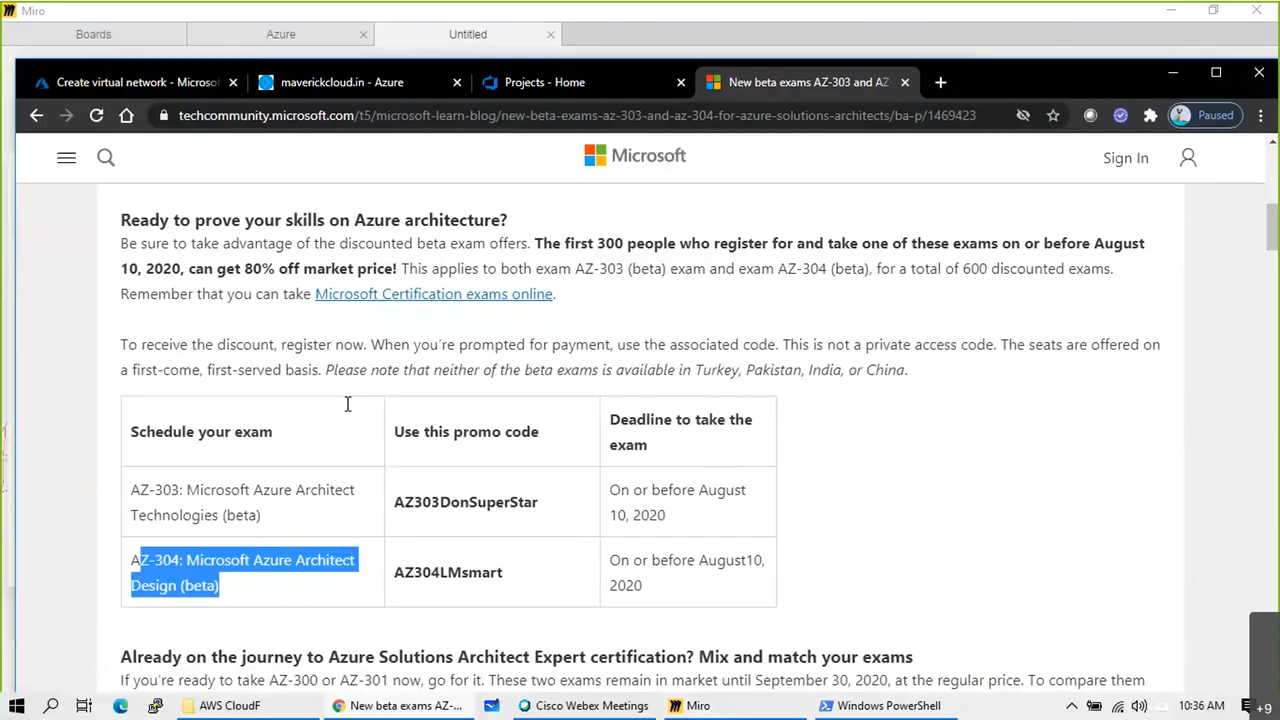 Miro
Boards
Azure
Untitled
Create virtual network - Microsof
maverickcloud.in - Azure
Projects - Home
New beta exams AZ-303 and AZ
techcommunity.microsoft.com/t5/microsoft-learn-blog/new-beta-exams-az-303-and-az-304-for-azure-solutions-architects/ba-p/1469423
Paused
Microsoft
Sign In
Ready to prove your skills on Azure architecture?
Be sure to take advantage of the discounted beta exam offers. The first 300 people who register for and take one of these exams on or before August
10, 2020, can get 80% off market price! This applies to both exam AZ-303 (beta) exam and exam AZ-304 (beta), for a total of 600 discounted exams.
Remember that you can take Microsoft Certification exams online.
To receive the discount, register now. When you're prompted for payment, use the associated code. This is not a private access code. The seats are offered on
a first-come, first-served basis. Please note that neither of the beta exams is available in Turkey, Pakistan, India, or China.
Schedule your exam
Use this promo code
Deadline to take the
exam
AZ-303: Microsoft Azure Architect
Technologies (beta)
AZ303DonSuperStar
On or before August
10, 2020
AZ-304: Microsoft Azure Architect
Design (beta)
AZ304LMsmart
On or before August10,
2020
Already on the journey to Azure Solutions Architect Expert certification? Mix and match your exams
If you're ready to take AZ-300 or AZ-301 now, go for it. These two exams remain in market until September 30, 2020, at the regular price. To compare them
AWS CloudF
New beta exams AZ-...
Cisco Webex Meetings
Miro
Windows PowerShell
10:36 AM
+9